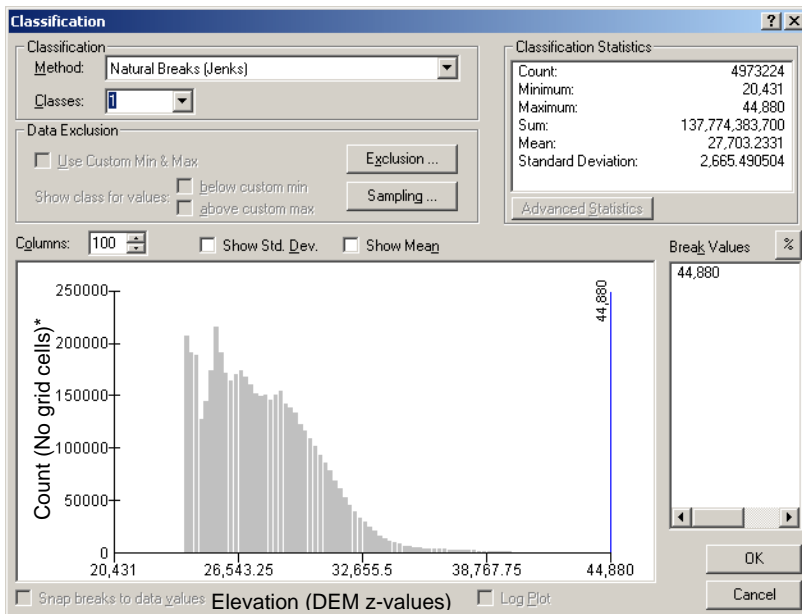 Classification
Classification
Method: Natural Breaks (Jenks)
Classes: 1
Data Exclusion
Use Custom Min & Max
Exclusion ...
Show class for values:
below custom min
above custom max
Sampling ...
Classification Statistics
Count: 4973224
Minimum: 20,431
Maximum: 44,880
Sum: 137,774,383,700
Mean: 27,703.2331
Standard Deviation: 2,665.490504
Advanced Statistics
Columns: 100
Show Std. Dev.
Show Mean
Break Values
%
44,880
Count (No grid cells)*
250000
200000
150000
100000
50000
0
44,880
20,431 26,543.25 32,655.5 38,767.75 44,880
Snap breaks to data values
Elevation (DEM z-values)
Log Plot
OK
Cancel